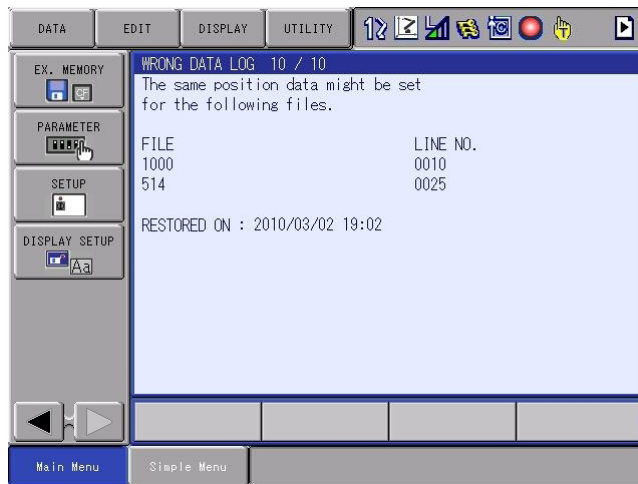 DATA
EDIT
DISPLAY
UTILITY
EX. MEMORY
CF
PARAMETER
SETUP
DISPLAY SETUP
Aa
WRONG DATA LOG 10 / 10
The same position data might be set
for the following files.
FILE LINE NO.
1000 0010
514 0025
RESTORED ON : 2010/03/02 19:02
Main Menu
Simple Menu